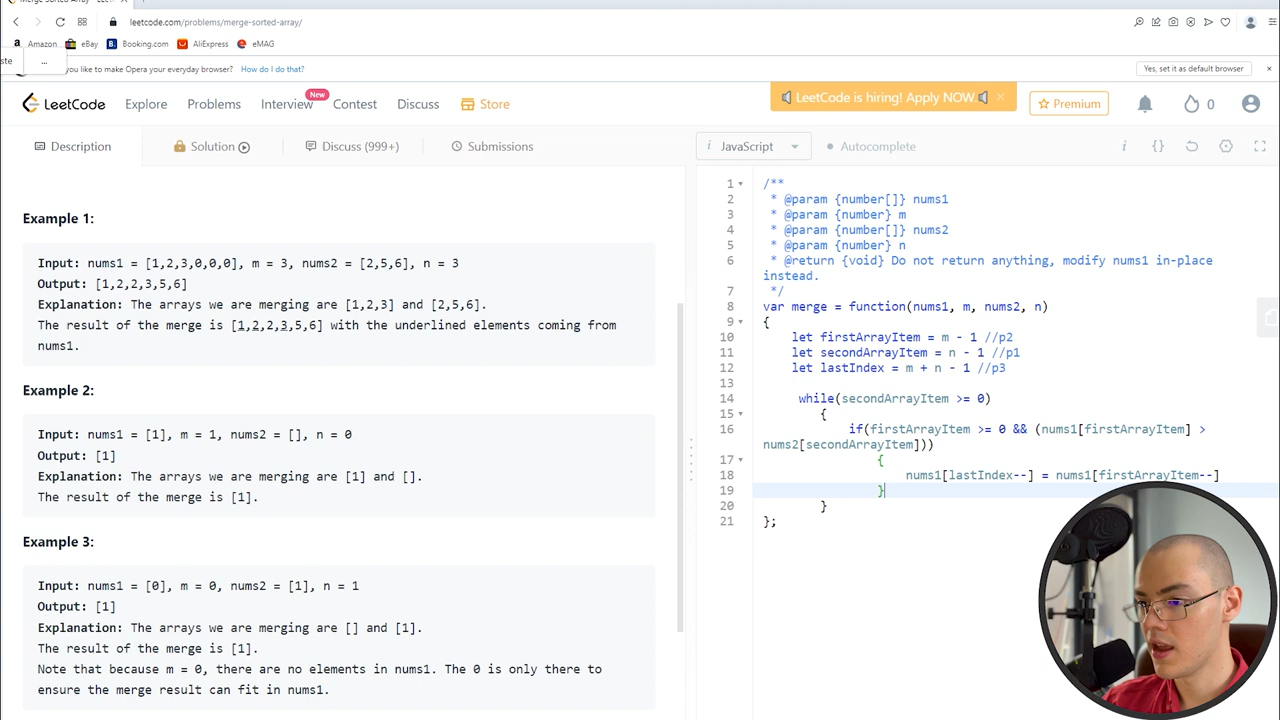 Merge Sorted Array
leetcode.com/problems/merge-sorted-array/
Amazon eBay Booking.com AliExpress eMAG
ste ...
you like to make Opera your everyday browser? How do I do that? Yes, set it as default browser
LeetCode Explore Problems Interview New Contest Discuss Store LeetCode is hiring! Apply NOW. Premium 0
Description Solution Discuss (999+) Submissions
i JavaScript Autocomplete i {}
Example 1:
Input: nums1 = [1,2,3,0,0,0], m = 3, nums2 = [2,5,6], n = 3
Output: [1,2,2,3,5,6]
Explanation: The arrays we are merging are [1,2,3] and [2,5,6].
The result of the merge is [1,2,2,3,5,6] with the underlined elements coming from
nums1.
Example 2:
Input: nums1 = [1], m = 1, nums2 = [], n = 0
Output: [1]
Explanation: The arrays we are merging are [1] and [].
The result of the merge is [1].
Example 3:
Input: nums1 = [0], m = 0, nums2 = [1], n = 1
Output: [1]
Explanation: The arrays we are merging are [] and [1].
The result of the merge is [1].
Note that because m = 0, there are no elements in nums1. The 0 is only there to
ensure the merge result can fit in nums1.
1 /**
2 * @param {number[]} nums1
3 * @param {number} m
4 * @param {number[]} nums2
5 * @param {number} n
6 * @return {void} Do not return anything, modify nums1 in-place
instead.
7 */
8 var merge = function(nums1, m, nums2, n)
9 {
10 let firstArrayItem = m - 1 //p2
11 let secondArrayItem = n - 1 //p1
12 let lastIndex = m + n - 1 //p3
13
14 while(secondArrayItem >= 0)
15 {
16 if(firstArrayItem >= 0 && (nums1[firstArrayItem] >
nums2[secondArrayItem]))
17 {
18 nums1[lastIndex--] = nums1[firstArrayItem--]
19 }
20 }
21 };